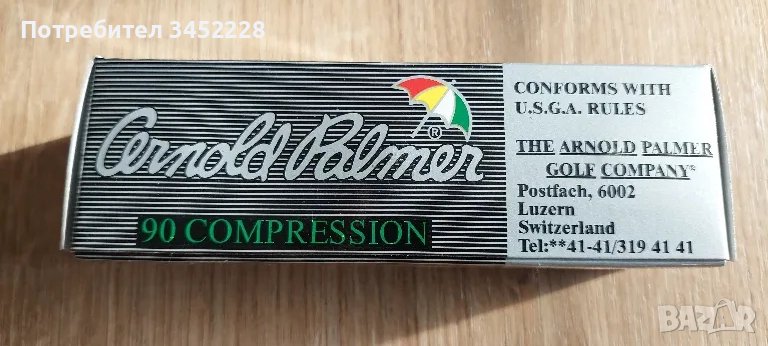 Потребител 3452228
Arnold Palmer®
90 COMPRESSION
CONFORMS WITH
U.S.G.A. RULES
THE ARNOLD PALMER
GOLF COMPANY®
Postfach, 6002
Luzern
Switzerland
Tel:**41-41/319 41 41
BAZAR